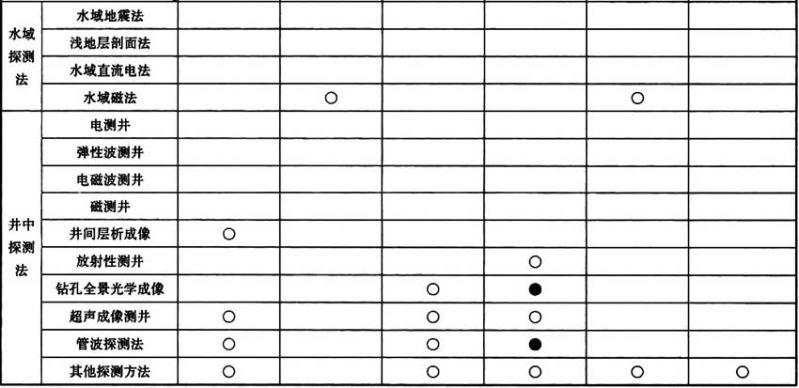 水域探测法
水域地震法
浅地层剖面法
水域直流电法
水域磁法 ○ ○
井中探测法
电测井
弹性波测井
电磁波测井
磁测井
井间层析成像 ○
放射性测井 ○
钻孔全景光学成像 ○ ●
超声成像测井 ○ ○ ○
管波探测法 ○ ○ ●
其他探测方法 ○ ○ ○ ○ ○